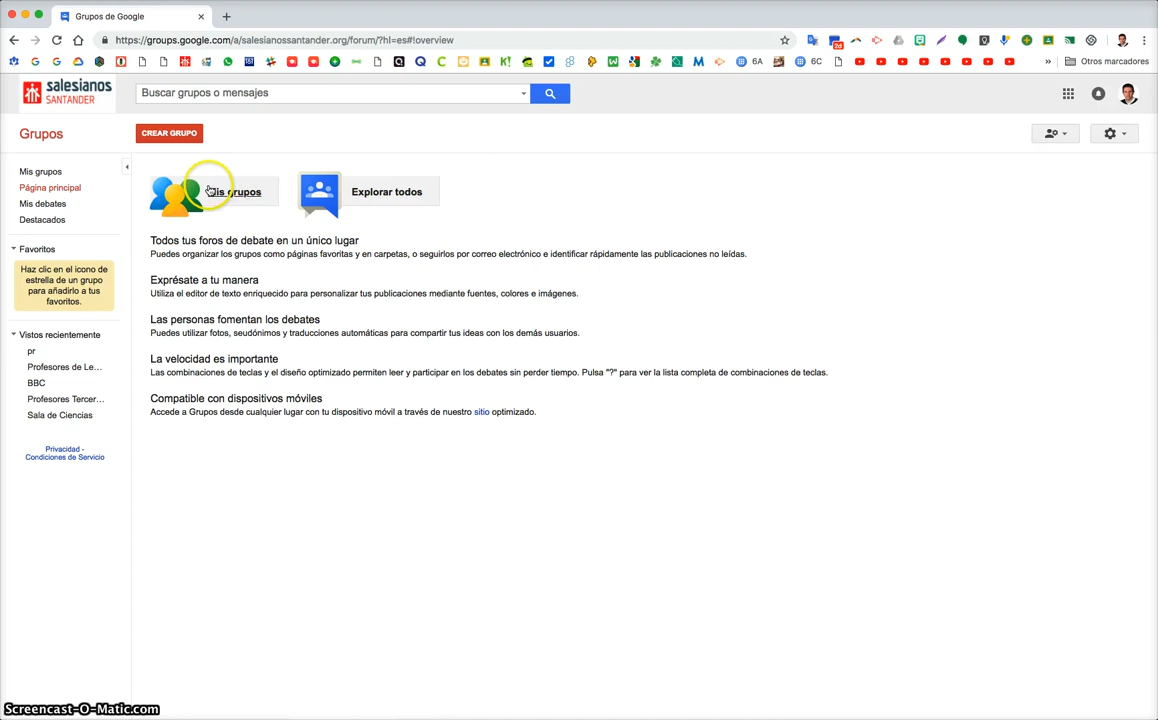 Grupos de Google
https://groups.google.com/a/salesianossantander.org/forum/?hl=es#!overview
2d
6A
6C
Otros marcadores
salesianos
SANTANDER
Buscar grupos o mensajes
Grupos
CREAR GRUPO
Mis grupos
Página principal
Mis debates
Destacados
Mis grupos
Explorar todos
Todos tus foros de debate en un único lugar
Puedes organizar los grupos como páginas favoritas y en carpetas, o seguirlos por correo electrónico e identificar rápidamente las publicaciones no leídas.
Exprésate a tu manera
Utiliza el editor de texto enriquecido para personalizar tus publicaciones mediante fuentes, colores e imágenes.
Las personas fomentan los debates
Puedes utilizar fotos, seudónimos y traducciones automáticas para compartir tus ideas con los demás usuarios.
La velocidad es importante
Las combinaciones de teclas y el diseño optimizado permiten leer y participar en los debates sin perder tiempo. Pulsa "?" para ver la lista completa de combinaciones de teclas.
Compatible con dispositivos móviles
Accede a Grupos desde cualquier lugar con tu dispositivo móvil a través de nuestro sitio optimizado.
Favoritos
Haz clic en el icono de
estrella de un grupo
para añadirlo a tus
favoritos.
Vistos recientemente
pr
Profesores de Le...
BBC
Profesores Tercer...
Sala de Ciencias
Privacidad -
Condiciones de Servicio
Screencast-O-Matic.com